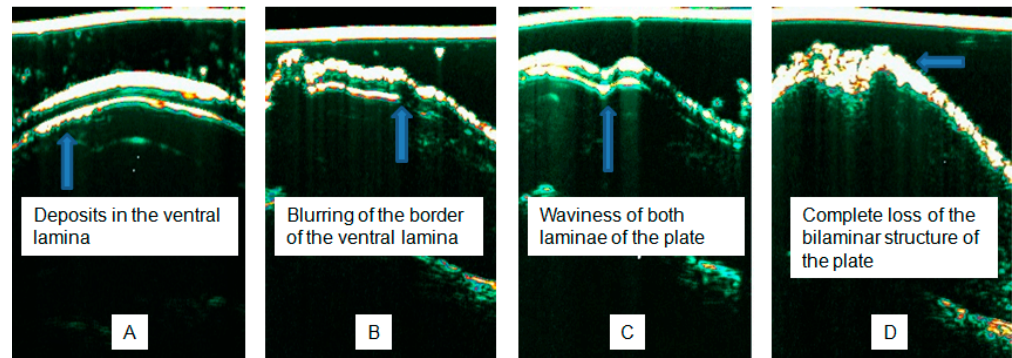 Deposits in the ventral
lamina
A
Blurring of the border
of the ventral lamina
B
Waviness of both
laminae of the plate
C
Complete loss of the
bilaminar structure of
the plate
D